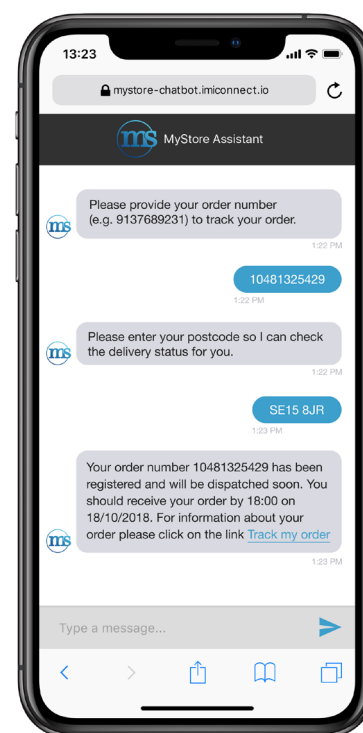 13:23
mystore-chatbot.imiconnect.io
ms MyStore Assistant
Please provide your order number
(e.g. 9137689231) to track your order.
ms
1:22 PM
10481325429
1:22 PM
Please enter your postcode so I can check
the delivery status for you.
ms
1:22 PM
SE15 8JR
1:23 PM
Your order number 10481325429 has been
registered and will be dispatched soon. You
should receive your order by 18:00 on
18/10/2018. For information about your
order please click on the link Track my order
ms
1:23 PM
Type a message...